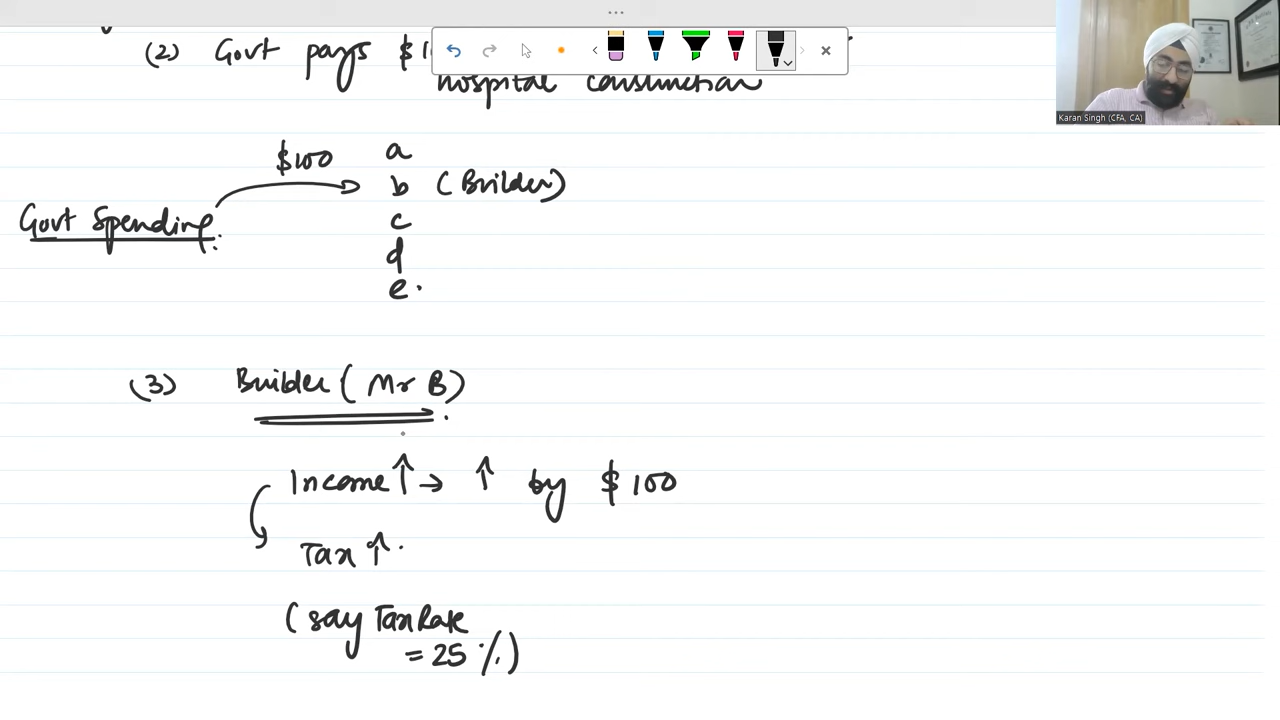 (2) Govt pays $1
hospital construction
$100
a
b (Builder)
Govt Spending
c
d
e.
(3) Builder (Mr B)
Income ↑ → ↑ by $100
Tax ↑
(say Tax Rate
= 25%)
Karan Singh (CFA, CA)